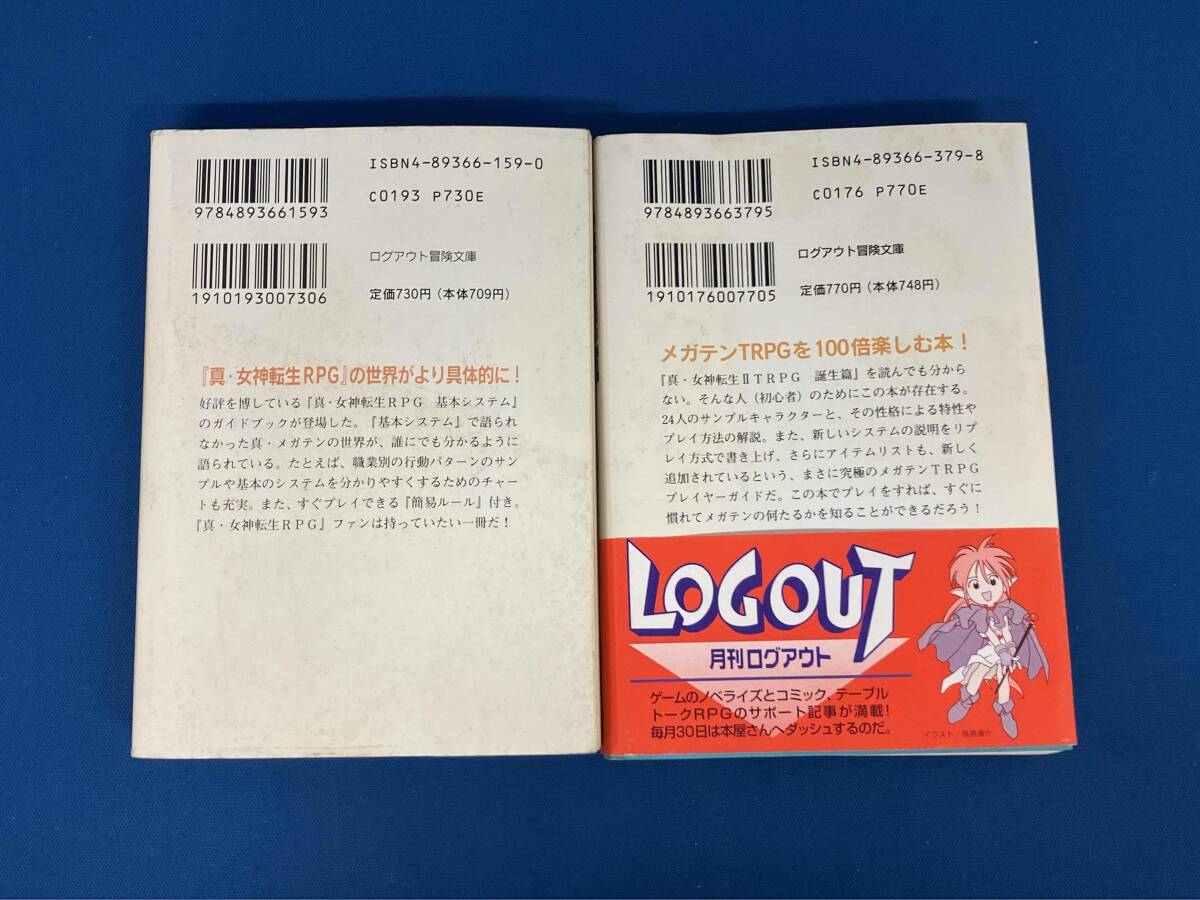 ISBN4-89366-159-0
C0193 P730E
9784893661593
ログアウト冒険文庫
1910193007306
定価730円(本体709円)
『真・女神転生RPG』の世界がより具体的に!
好評を博している『真・女神転生RPG 基本システム』
のガイドブックが登場した。『基本システム』で語られ
なかった真・メガテンの世界が、誰にでも分かるように
語られている。たとえば、職業別の行動パターンのサン
プルや基本のシステムを分かりやすくするためのチャー
トも充実。また、すぐプレイできる『簡易ルール』付き。
『真・女神転生RPG』ファンは持っていたい一冊だ!
ISBN4-89366-379-8
C0176 P770E
9784893663795
ログアウト冒険文庫
1910176007705
定価770円(本体748円)
メガテンTRPGを100倍楽しむ本!
『真・女神転生ⅡTRPG 誕生篇』を読んでも分から
ない。そんな人(初心者)のためにこの本が存在する。
24人のサンプルキャラクターと、その性格による特性や
プレイ方法の解説。また、新しいシステムの説明をリプ
レイ方式で書き上げ、さらにアイテムリストも、新しく
追加されているという、まさに究極のメガテンTRPG
プレイヤーガイドだ。この本でプレイをすれば、すぐに
慣れてメガテンの何たるかを知ることができるだろう!
LOGOUT
月刊ログアウト
ゲームのノベライズとコミック、テーブル
トークRPGのサポート記事が満載!
毎月30日は本屋さんへダッシュするのだ。
イラスト/